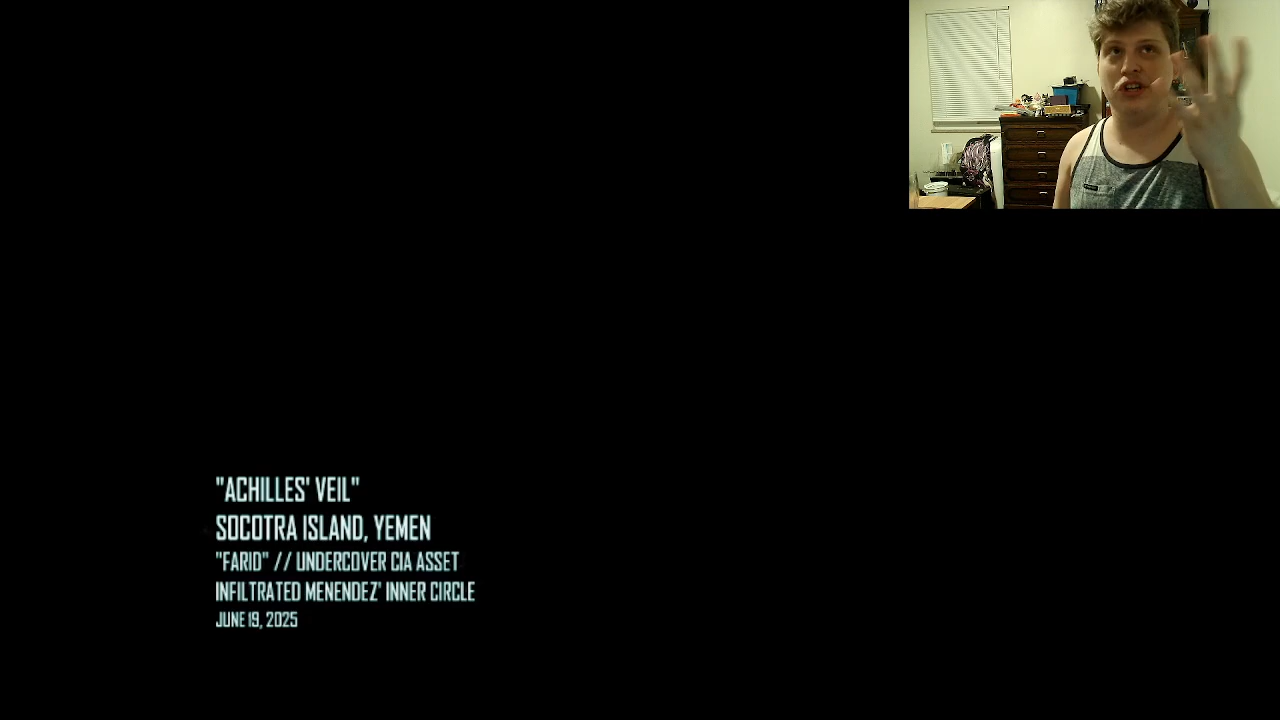 "ACHILLES' VEIL"
SOCOTRA ISLAND, YEMEN
"FARID" // UNDERCOVER CIA ASSET
INFILTRATED MENENDEZ' INNER CIRCLE
JUNE 19, 2025